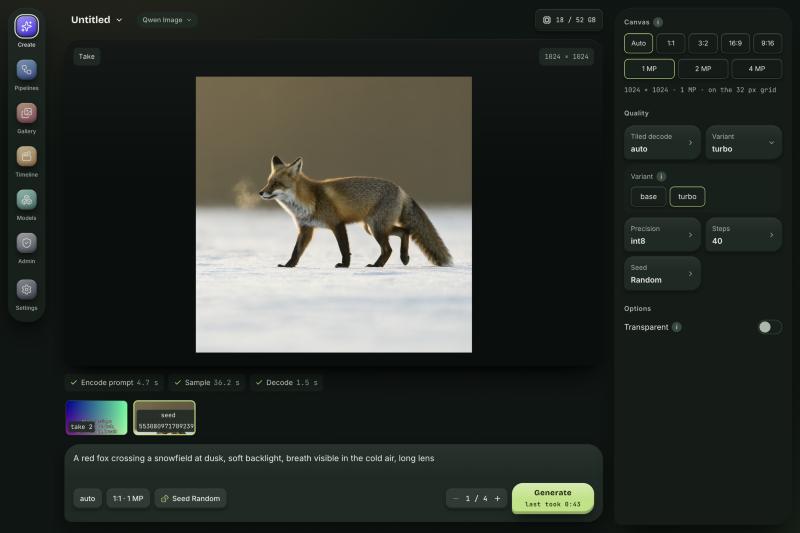 Untitled
Qwen Image
18 / 52 GB
Create
Pipelines
Gallery
Timeline
Models
Admin
Settings
Take
1024 × 1024
Encode prompt 4.7 s
Sample 36.2 s
Decode 1.5 s
take 2
seed
553080971709239
A red fox crossing a snowfield at dusk, soft backlight, breath visible in the cold air, long lens
auto
1:1 · 1 MP
Seed Random
1 / 4
Generate
last took 0:43
Canvas
Auto
1:1
3:2
16:9
9:16
1 MP
2 MP
4 MP
1024 × 1024 · 1 MP · on the 32 px grid
Quality
Tiled decode
auto
Variant
turbo
Variant
base
turbo
Precision
int8
Steps
40
Seed
Random
Options
Transparent